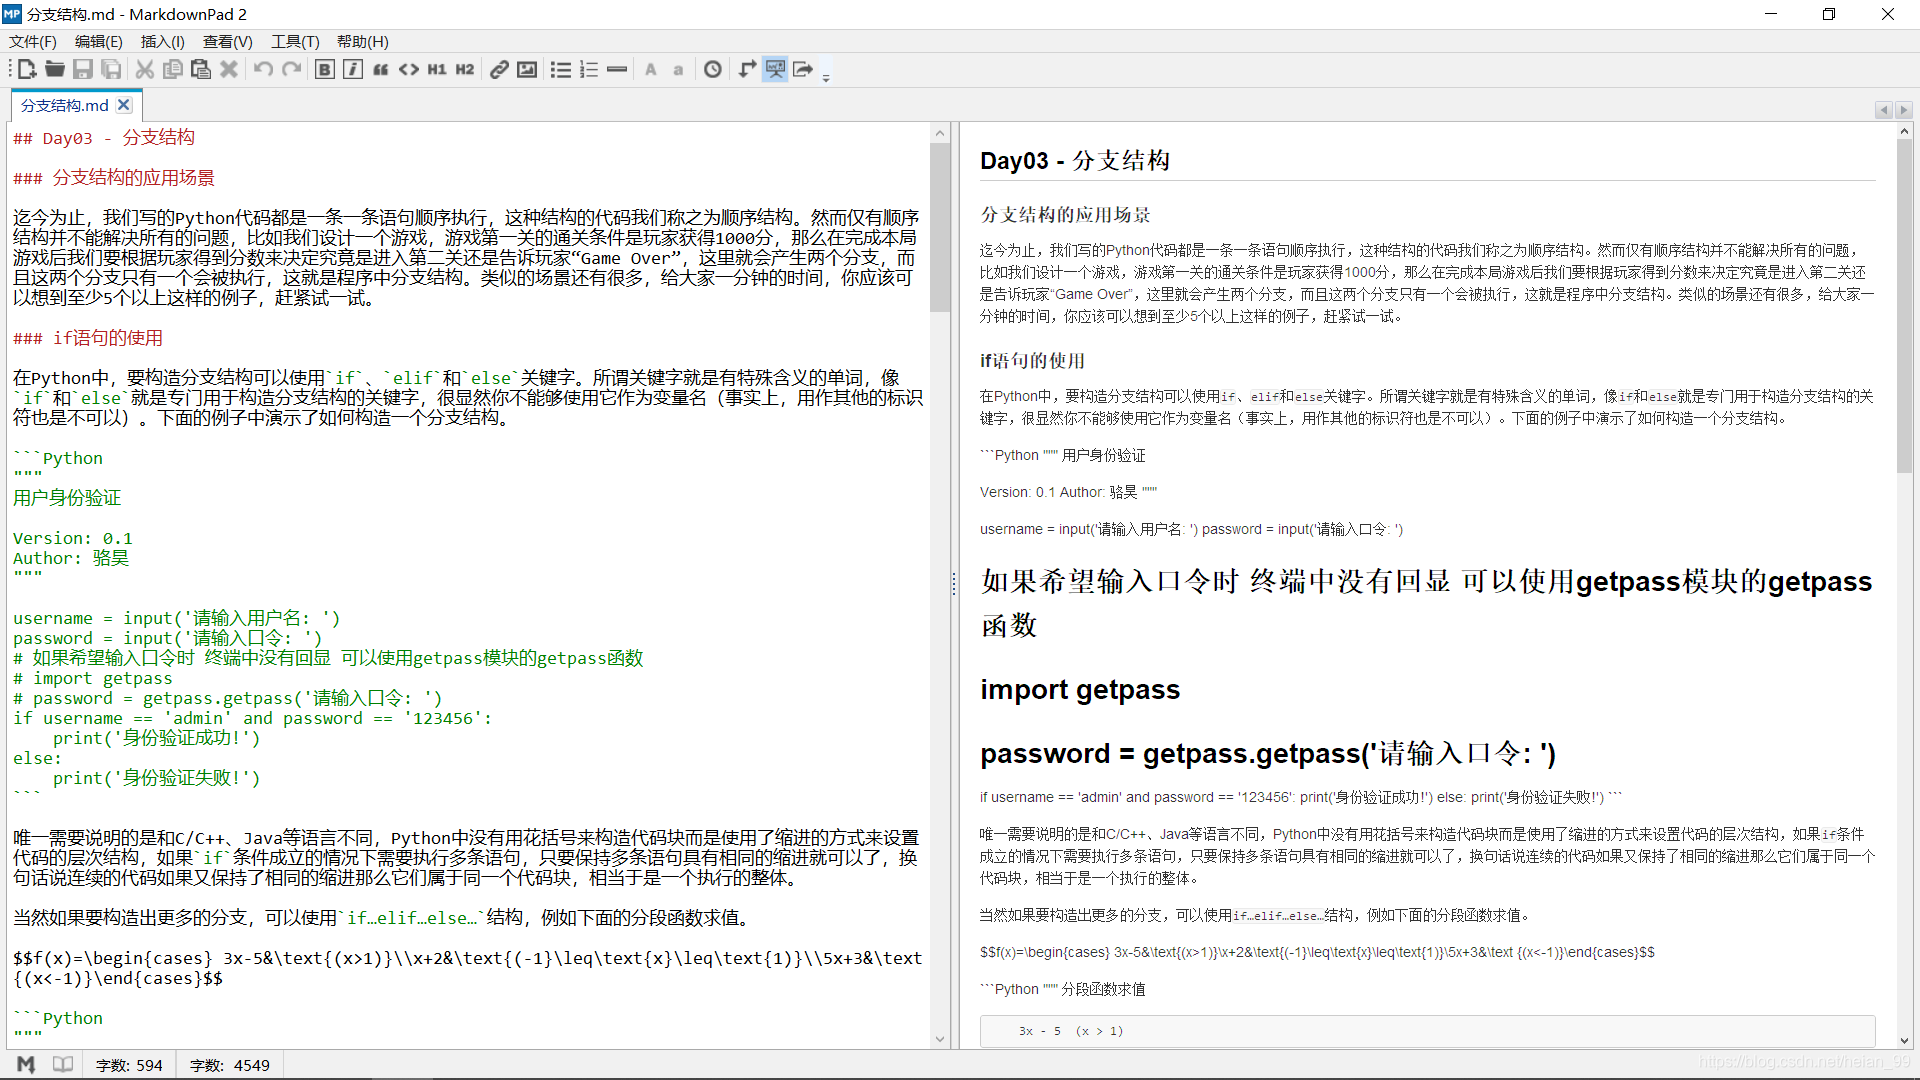 MP 分支结构.md - MarkdownPad 2
文件(F) 编辑(E) 插入(I) 查看(V) 工具(T) 帮助(H)
B i “ <> H1 H2 A a
分支结构.md
## Day03 - 分支结构
### 分支结构的应用场景
迄今为止，我们写的Python代码都是一条一条语句顺序执行，这种结构的代码我们称之为顺序结构。然而仅有顺序
结构并不能解决所有的问题，比如我们设计一个游戏，游戏第一关的通关条件是玩家获得1000分，那么在完成本局
游戏后我们要根据玩家得到分数来决定究竟是进入第二关还是告诉玩家“Game Over”，这里就会产生两个分支，而
且这两个分支只有一个会被执行，这就是程序中分支结构。类似的场景还有很多，给大家一分钟的时间，你应该可
以想到至少5个以上这样的例子，赶紧试一试。
### if语句的使用
在Python中，要构造分支结构可以使用`if`、`elif`和`else`关键字。所谓关键字就是有特殊含义的单词，像
`if`和`else`就是专门用于构造分支结构的关键字，很显然你不能够使用它作为变量名（事实上，用作其他的标识
符也是不可以）。下面的例子中演示了如何构造一个分支结构。
```Python
"""
用户身份验证
Version: 0.1
Author: 骆昊
"""
username = input('请输入用户名: ')
password = input('请输入口令: ')
# 如果希望输入口令时 终端中没有回显 可以使用getpass模块的getpass函数
# import getpass
# password = getpass.getpass('请输入口令: ')
if username == 'admin' and password == '123456':
    print('身份验证成功!')
else:
    print('身份验证失败!')
```
唯一需要说明的是和C/C++、Java等语言不同，Python中没有用花括号来构造代码块而是使用了缩进的方式来设置
代码的层次结构，如果`if`条件成立的情况下需要执行多条语句，只要保持多条语句具有相同的缩进就可以了，换
句话说连续的代码如果又保持了相同的缩进那么它们属于同一个代码块，相当于是一个执行的整体。
当然如果要构造出更多的分支，可以使用`if…elif…else…`结构，例如下面的分段函数求值。
$$f(x)=\begin{cases} 3x-5&\text{(x>1)}\\x+2&\text{(-1}\leq\text{x}\leq\text{1)}\\5x+3&\text
{(x<-1)}\end{cases}$$
```Python
"""
Day03 - 分支结构
分支结构的应用场景
迄今为止，我们写的Python代码都是一条一条语句顺序执行，这种结构的代码我们称之为顺序结构。然而仅有顺序结构并不能解决所有的问题，
比如我们设计一个游戏，游戏第一关的通关条件是玩家获得1000分，那么在完成本局游戏后我们要根据玩家得到分数来决定究竟是进入第二关还
是告诉玩家“Game Over”，这里就会产生两个分支，而且这两个分支只有一个会被执行，这就是程序中分支结构。类似的场景还有很多，给大家一
分钟的时间，你应该可以想到至少5个以上这样的例子，赶紧试一试。
if语句的使用
在Python中，要构造分支结构可以使用if、elif和else关键字。所谓关键字就是有特殊含义的单词，像if和else就是专门用于构造分支结构的关
键字，很显然你不能够使用它作为变量名（事实上，用作其他的标识符也是不可以）。下面的例子中演示了如何构造一个分支结构。
```Python """ 用户身份验证
Version: 0.1 Author: 骆昊 """
username = input('请输入用户名: ') password = input('请输入口令: ')
如果希望输入口令时 终端中没有回显 可以使用getpass模块的getpass
函数
import getpass
password = getpass.getpass('请输入口令: ')
if username == 'admin' and password == '123456': print('身份验证成功!') else: print('身份验证失败!') ```
唯一需要说明的是和C/C++、Java等语言不同，Python中没有用花括号来构造代码块而是使用了缩进的方式来设置代码的层次结构，如果if条件
成立的情况下需要执行多条语句，只要保持多条语句具有相同的缩进就可以了，换句话说连续的代码如果又保持了相同的缩进那么它们属于同一个
代码块，相当于是一个执行的整体。
当然如果要构造出更多的分支，可以使用if…elif…else…结构，例如下面的分段函数求值。
$$f(x)=\begin{cases} 3x-5&\text{(x>1)}\x+2&\text{(-1}\leq\text{x}\leq\text{1)}\5x+3&\text {(x<-1)}\end{cases}$$
```Python """ 分段函数求值
3x - 5  (x > 1)
字数: 594 字数: 4549
https://blog.csdn.net/heian_99